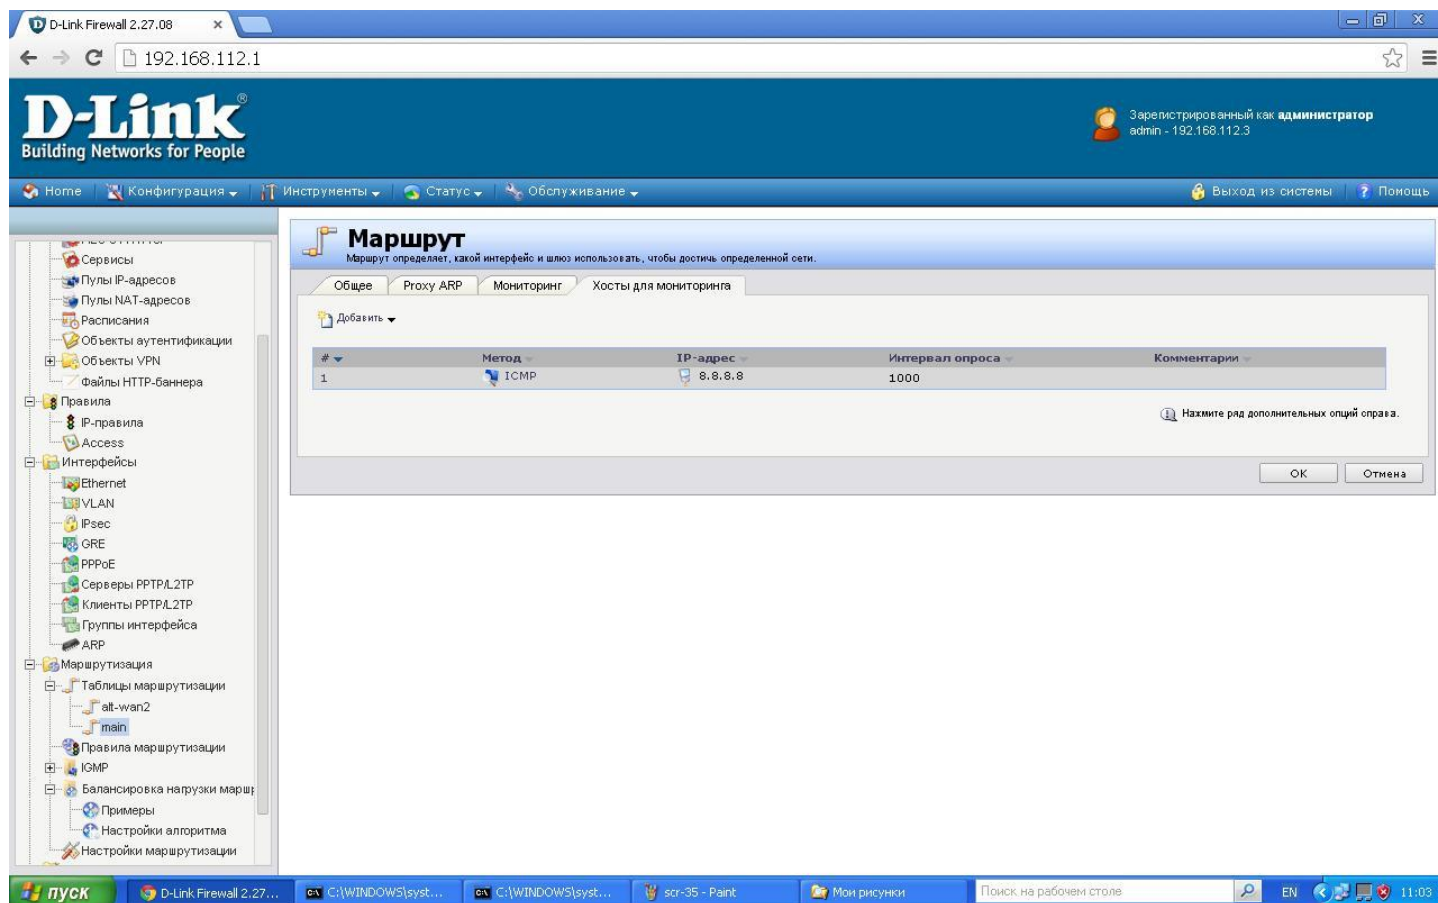 D-Link Firewall 2.27.08
192.168.112.1
D-Link®
Building Networks for People
Зарегистрированный как администратор
admin - 192.168.112.3
Home
Конфигурация
Инструменты
Статус
Обслуживание
Выход из системы
Помощь
Сервисы
Пулы IP-адресов
Пулы NAT-адресов
Расписания
Объекты аутентификации
Объекты VPN
Файлы HTTP-баннера
Правила
IP-правила
Access
Интерфейсы
Ethernet
VLAN
IPsec
GRE
PPPoE
Серверы PPTP/L2TP
Клиенты PPTP/L2TP
Группы интерфейса
ARP
Маршрутизация
Таблицы маршрутизации
alt-wan2
main
Правила маршрутизации
IGMP
Балансировка нагрузки марш
Примеры
Настройки алгоритма
Настройки маршрутизации
Маршрут
Маршрут определяет, какой интерфейс и шлюз использовать, чтобы достичь определенной сети.
Общее
Proxy ARP
Мониторинг
Хосты для мониторинга
Добавить
# Метод IP-адрес Интервал опроса Комментарии
1 ICMP 8.8.8.8 1000
Нажмите ряд дополнительных опций справа.
OK
Отмена
пуск
D-Link Firewall 2.27...
C:\WINDOWS\syst...
C:\WINDOWS\syst...
scr-35 - Paint
Мои рисунки
Поиск на рабочем столе
EN
11:03